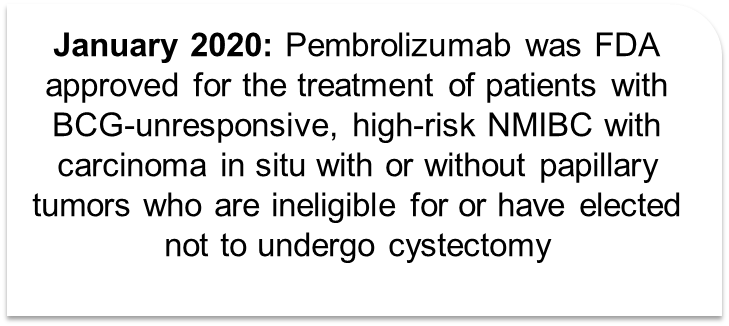 January 2020: Pembrolizumab was FDA
approved for the treatment of patients with
BCG-unresponsive, high-risk NMIBC with
carcinoma in situ with or without papillary
tumors who are ineligible for or have elected
not to undergo cystectomy